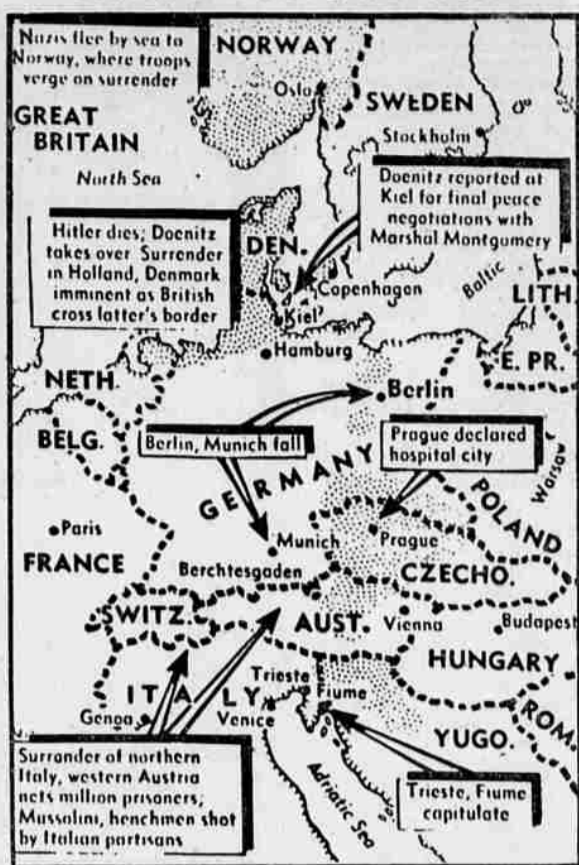 Nazis flee by sea to
Norway, where troops
verge on surrender
NORWAY
Oslo
SWEDEN
GREAT
BRITAIN
Stockholm
North Sea
Doenitz reported at
Kiel for final peace
negotiations with
Marshal Montgomery
Hitler dies; Doenitz
takes over Surrender
in Holland, Denmark
imminent as British
cross latter's border
DEN.
Copenhagen
Baltic
LITH.
Kiel
Hamburg
E. PR.
NETH.
Berlin
BELG.
Berlin, Munich fall
Prague declared
hospital city
GERMANY
POLAND
Warsaw
Paris
Munich
Prague
FRANCE
Berchtesgaden
CZECHO.
SWITZ.
AUST.
Vienna
Budapest
HUNGARY
Trieste
Fiume
ITALY
Genoa
Venice
ROM.
YUGO.
Surrander of northern
Italy, western Austria
nets million prisoners;
Mussolini, henchmen shot
by Italian partisans
Adriatic Sea
Trieste, Fiume
capitulate